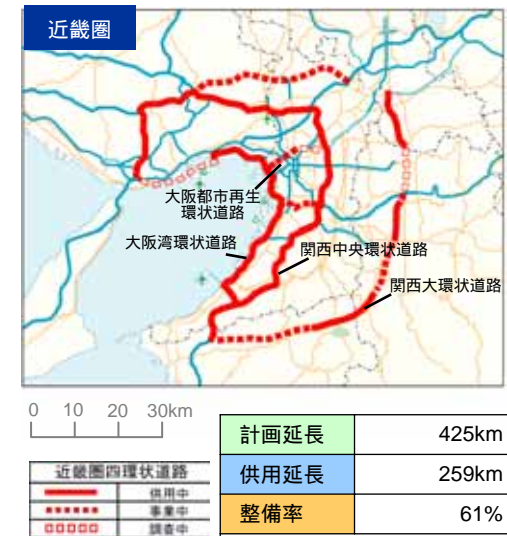 近畿圏
大阪都市再生
環状道路
大阪湾環状道路
関西中央環状道路
関西大環状道路
0 10 20 30km
計画延長 425km
供用延長 259km
整備率 61%
近畿圏四環状道路
供用中
事業中
調査中